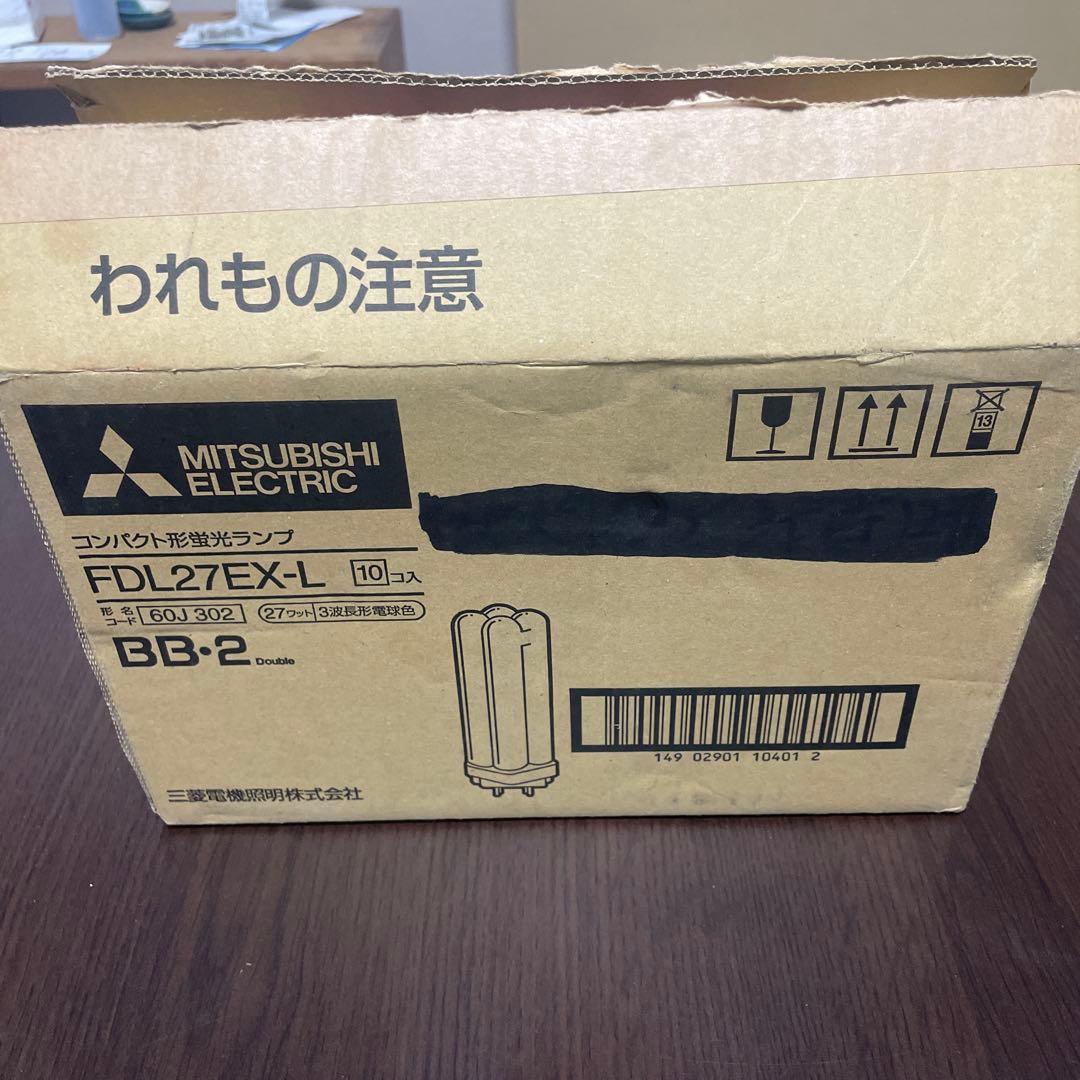 われもの注意
MITSUBISHI
ELECTRIC
13
コンパクト形蛍光ランプ
FDL27EX-L 10コ入
形名コード 60J 302 27ワット 3波長形電球色
BB・2 Double
149 02901 10401 2
三菱電機照明株式会社